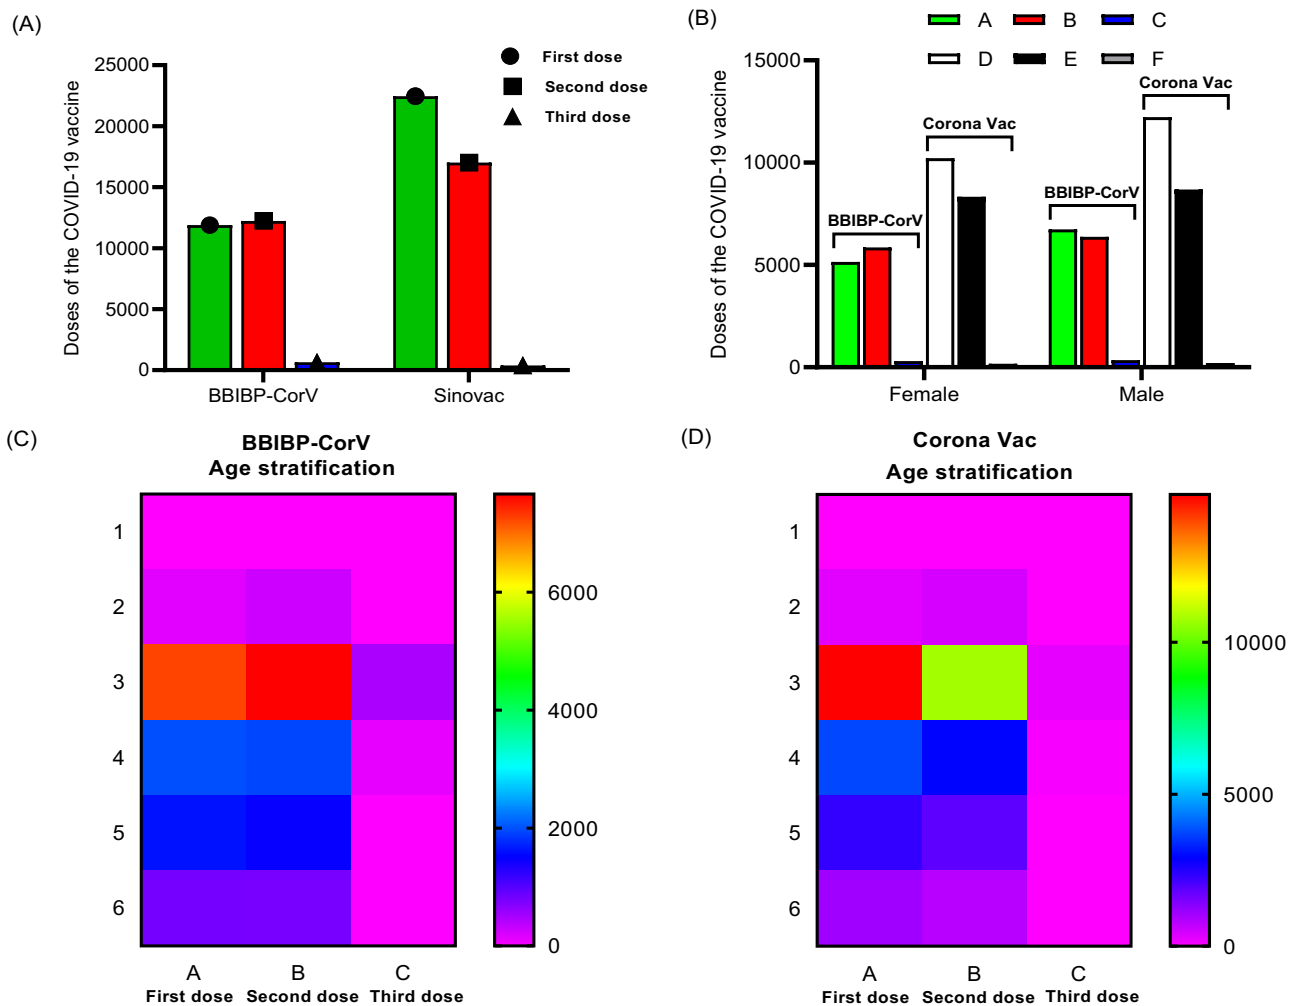 (A)
Doses of the COVID-19 vaccine
25000
20000
15000
10000
5000
0
First dose
Second dose
Third dose
BBIBP-CorV
Sinovac
(B)
A B C
D E F
Doses of the COVID-19 vaccine
15000
10000
5000
0
BBIBP-CorV
Corona Vac
BBIBP-CorV
Corona Vac
Female
Male
(C)
BBIBP-CorV
Age stratification
1
2
3
4
5
6
A B C
First dose Second dose Third dose
6000
4000
2000
0
(D)
Corona Vac
Age stratification
1
2
3
4
5
6
A B C
First dose Second dose Third dose
10000
5000
0